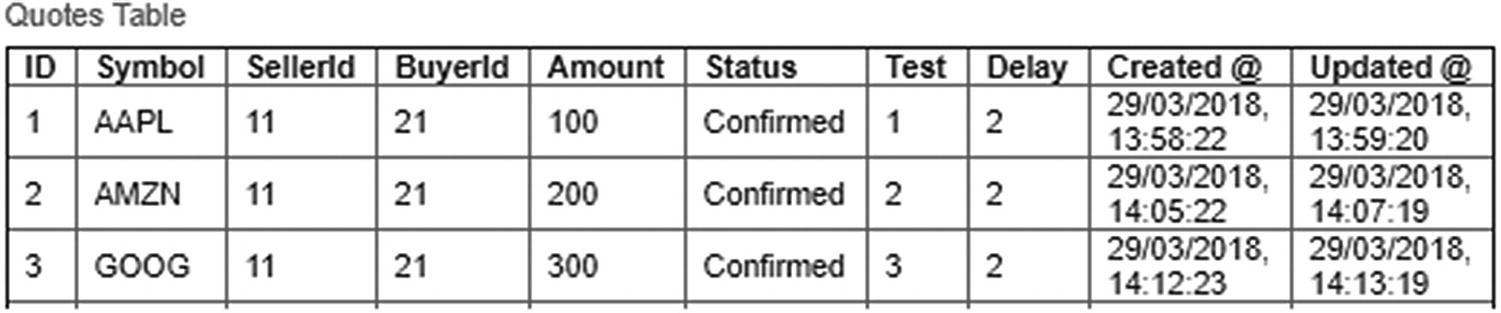 Quotes Table
ID Symbol SellerId BuyerId Amount Status Test Delay Created @ Updated @
1 AAPL 11 21 100 Confirmed 1 2 29/03/2018, 13:58:22 29/03/2018, 13:59:20
2 AMZN 11 21 200 Confirmed 2 2 29/03/2018, 14:05:22 29/03/2018, 14:07:19
3 GOOG 11 21 300 Confirmed 3 2 29/03/2018, 14:12:23 29/03/2018, 14:13:19